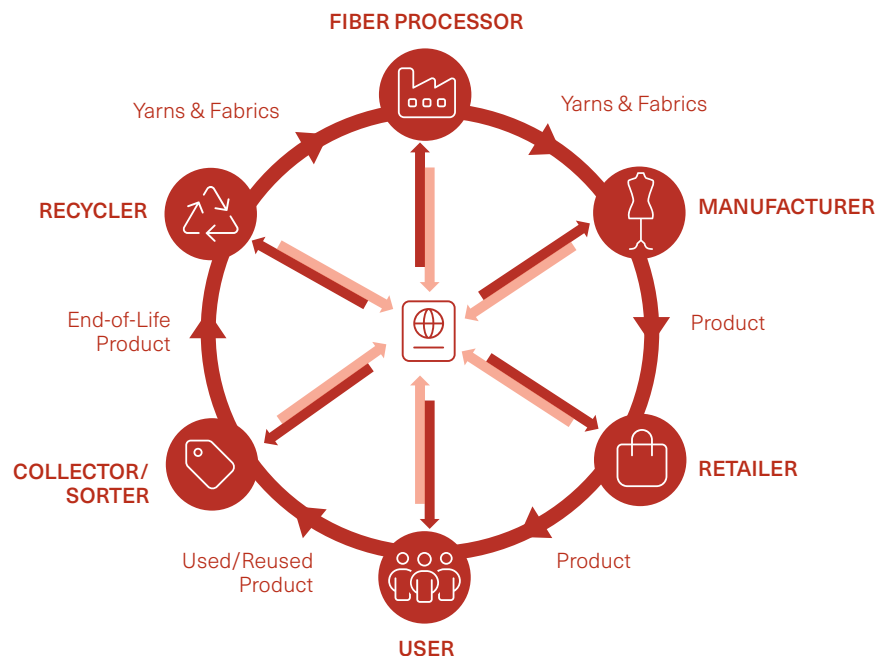 FIBER PROCESSOR
Yarns & Fabrics
Yarns & Fabrics
RECYCLER
MANUFACTURER
End-of-Life
Product
Product
COLLECTOR/
SORTER
RETAILER
Used/Reused
Product
Product
USER